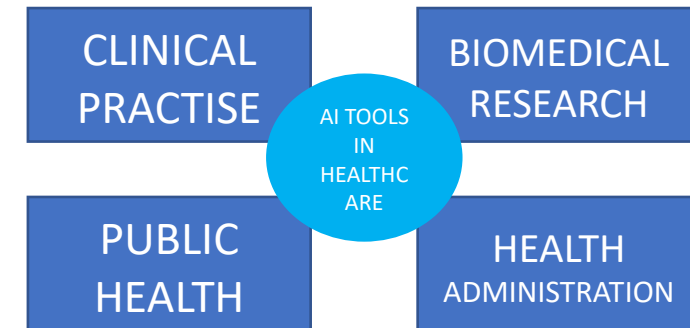 CLINICAL
PRACTISE
BIOMEDICAL
RESEARCH
AI TOOLS
IN
HEALTHC
ARE
PUBLIC
HEALTH
HEALTH
ADMINISTRATION